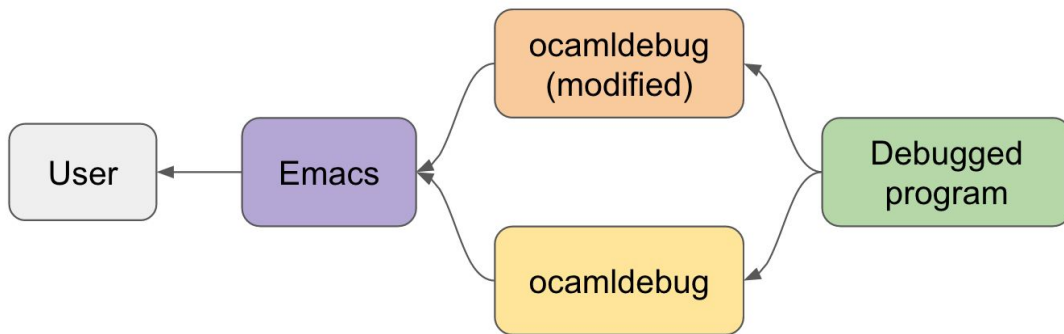 User
Emacs
ocamldebug
(modified)
ocamldebug
Debugged
program